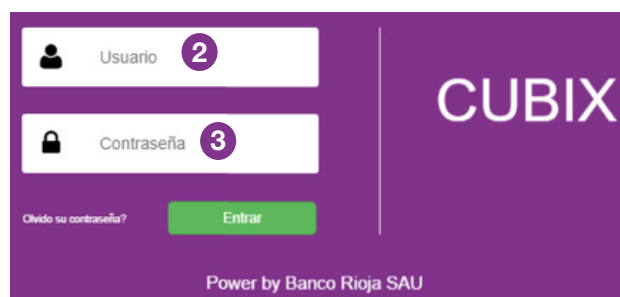 Usuario 2
CUBIX
Contraseña 3
Olvido su contraseña?
Entrar
Power by Banco Rioja SAU